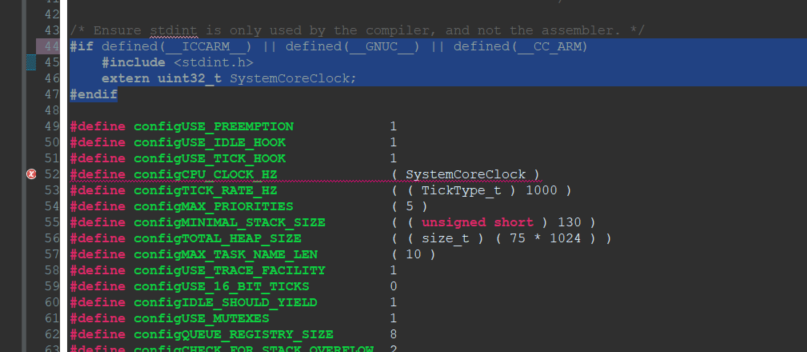 41
42
43 /* Ensure stdint is only used by the compiler, and not the assembler. */
44 #if defined(__ICCARM__) || defined(__GNUC__) || defined(__CC_ARM)
45 #include <stdint.h>
46 extern uint32_t SystemCoreClock;
47 #endif
48
49 #define configUSE_PREEMPTION 1
50 #define configUSE_IDLE_HOOK 1
51 #define configUSE_TICK_HOOK 1
52 #define configCPU_CLOCK_HZ ( SystemCoreClock )
53 #define configTICK_RATE_HZ ( ( TickType_t ) 1000 )
54 #define configMAX_PRIORITIES ( 5 )
55 #define configMINIMAL_STACK_SIZE ( ( unsigned short ) 130 )
56 #define configTOTAL_HEAP_SIZE ( ( size_t ) ( 75 * 1024 ) )
57 #define configMAX_TASK_NAME_LEN ( 10 )
58 #define configUSE_TRACE_FACILITY 1
59 #define configUSE_16_BIT_TICKS 0
60 #define configIDLE_SHOULD_YIELD 1
61 #define configUSE_MUTEXES 1
62 #define configQUEUE_REGISTRY_SIZE 8
63 #define configCHECK_FOR_STACK_OVERFLOW 2